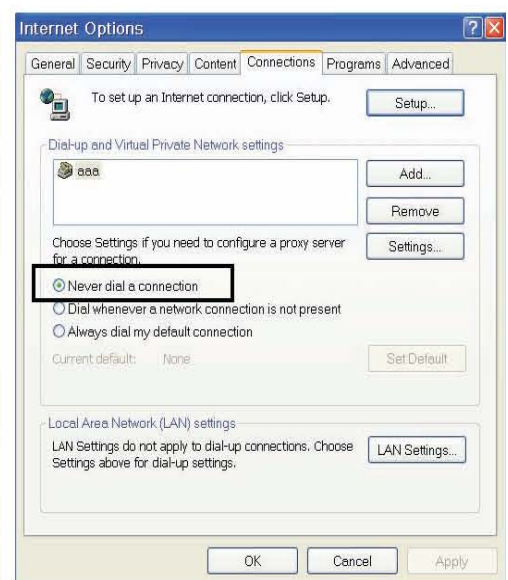 Internet Options
General Security Privacy Content Connections Programs Advanced
To set up an Internet connection, click Setup.
Setup...
Dial-up and Virtual Private Network settings
aaa
Add...
Remove
Choose Settings if you need to configure a proxy server
for a connection.
Settings...
Never dial a connection
Dial whenever a network connection is not present
Always dial my default connection
Current default: None
Set Default
Local Area Network (LAN) settings
LAN Settings do not apply to dial-up connections. Choose
Settings above for dial-up settings.
LAN Settings...
OK Cancel Apply